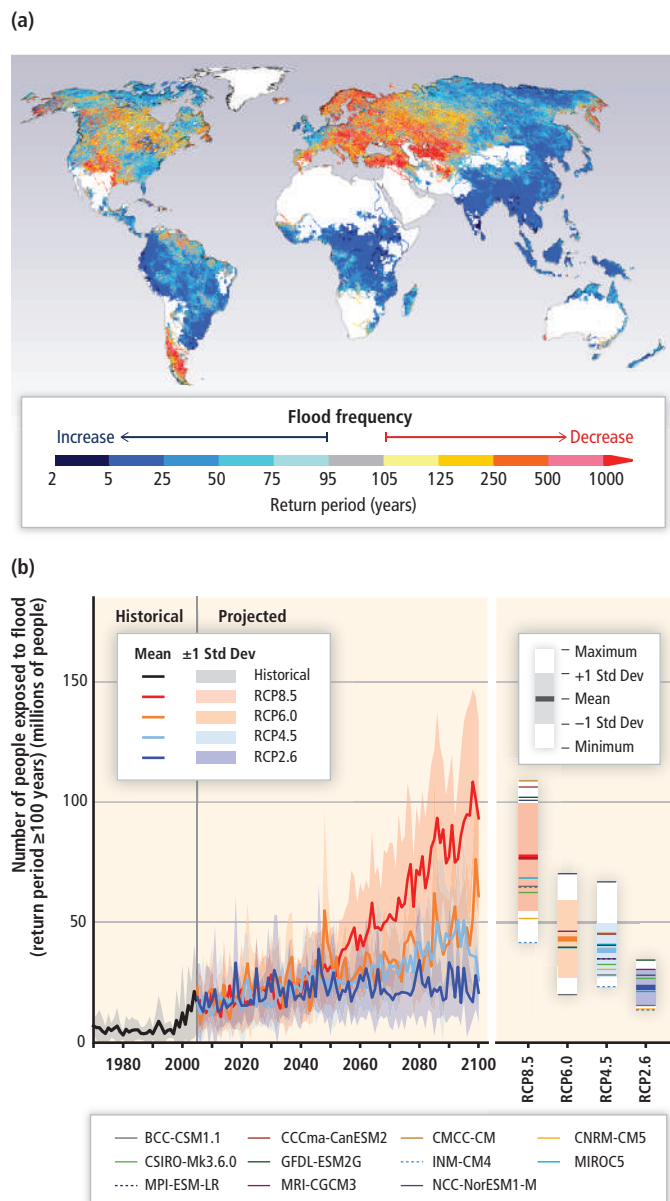 (a)
Flood frequency
Increase
Decrease
2 5 25 50 75 95 105 125 250 500 1000
Return period (years)
(b)
Number of people exposed to flood
(return period ≥100 years) (millions of people)
Historical Projected
Mean ±1 Std Dev
Historical
RCP8.5
RCP6.0
RCP4.5
RCP2.6
Maximum
+1 Std Dev
Mean
−1 Std Dev
Minimum
150
100
50
0
1980 2000 2020 2040 2060 2080 2100
RCP8.5
RCP6.0
RCP4.5
RCP2.6
BCC-CSM1.1 CCCma-CanESM2 CMCC-CM CNRM-CM5
CSIRO-Mk3.6.0 GFDL-ESM2G INM-CM4 MIROC5
MPI-ESM-LR MRI-CGCM3 NCC-NorESM1-M